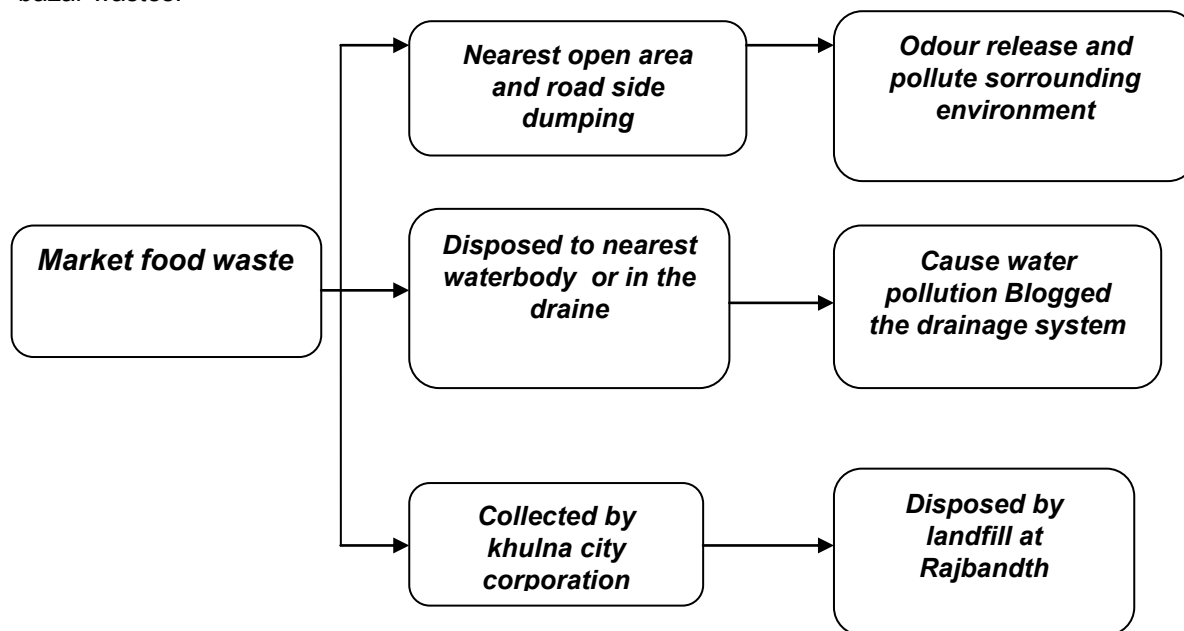 bazar wastes.
Nearest open area
and road side
dumping
Odour release and
pollute sorrounding
environment
Market food waste
Disposed to nearest
waterbody or in the
draine
Cause water
pollution Blogged
the drainage system
Collected by
khulna city
corporation
Disposed by
landfill at
Rajbandth